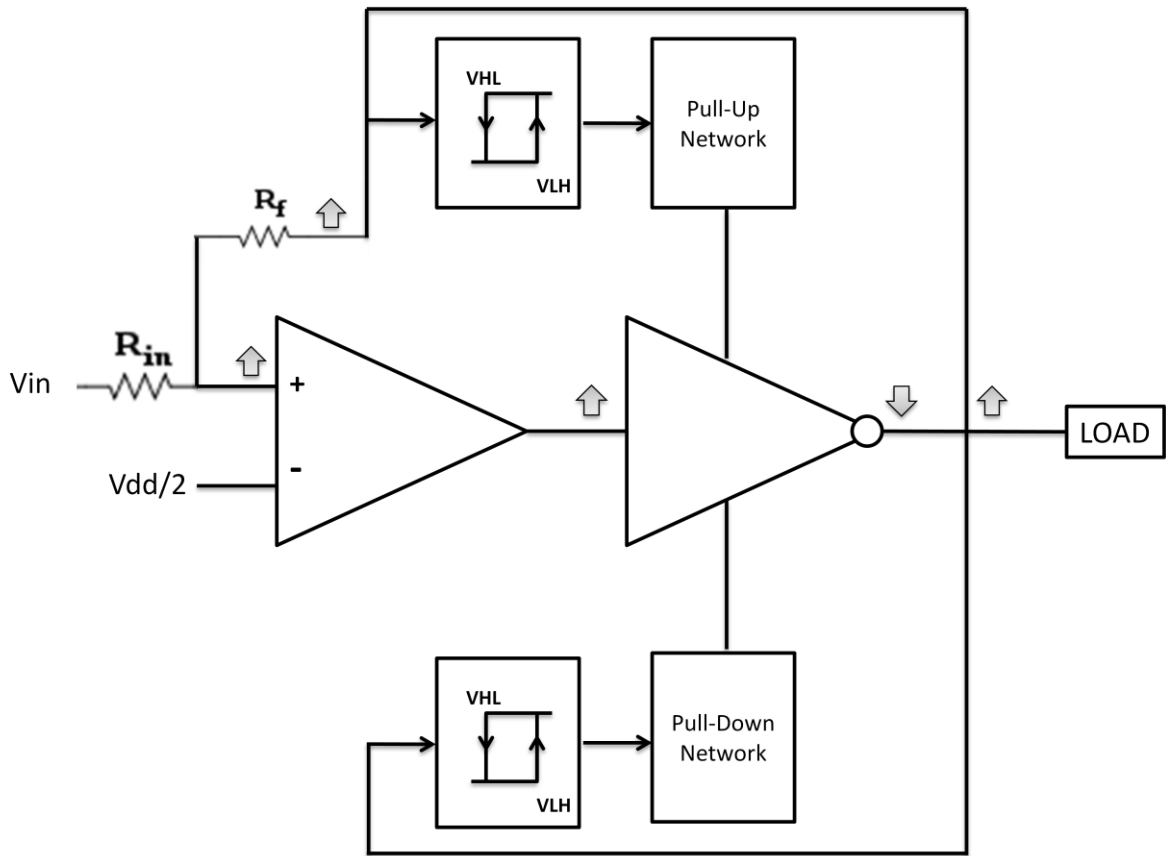 VHL
VLH
Pull-Up
Network
Rf
Rin
Vin
+
Vdd/2
-
LOAD
VHL
VLH
Pull-Down
Network